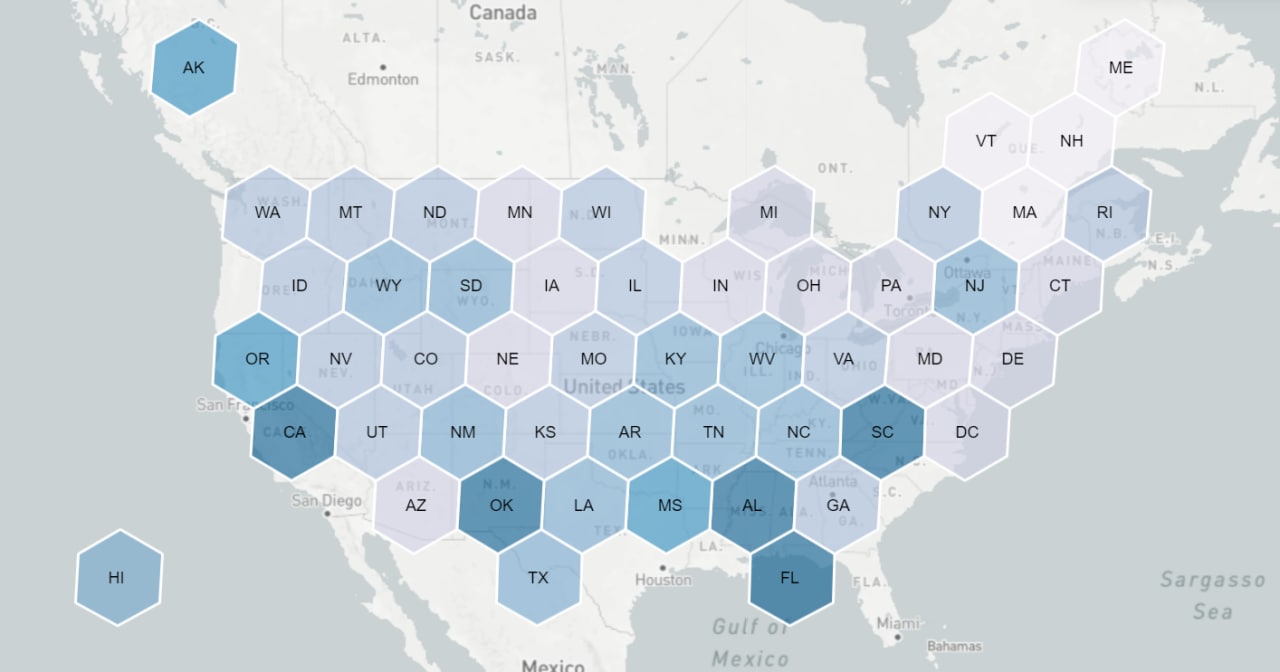 Canada
B.C.
AK
ALTA.
SASK.
MAN.
Edmonton
ME
N.L.
VT
NH
QUE.
ONT.
WA
MT
ND
MN
WI
MI
NY
MA
RI
WASH.
MONT.
N.D.
MINN.
N.B.
P.E.I.
ID
WY
SD
IA
IL
IN
OH
PA
NJ
CT
ORE.
IDAHO
WYO.
S.D.
WIS.
MICH.
Ottawa
Toronto
VT.
MAINE
N.S.
N.Y.
MASS.
OR
NV
CO
NE
MO
KY
WV
VA
MD
DE
NEV.
UTAH
COLO.
NEBR.
IOWA
Chicago
ILL.
IND.
OHIO
PA.
MD.
N.J.
United States
San Francisco
CA
UT
NM
KS
AR
TN
NC
SC
DC
OKLA.
MO.
KY.
TENN.
W.VA.
VA.
N.C.
ARIZ.
N.M.
ARK.
Atlanta
San Diego
AZ
OK
LA
MS
AL
GA
S.C.
TEX.
MISS.
ALA.
GA.
LA.
HI
TX
Houston
FL
FLA.
Sargasso
Sea
Gulf of
Mexico
Miami
Bahamas
Mexico